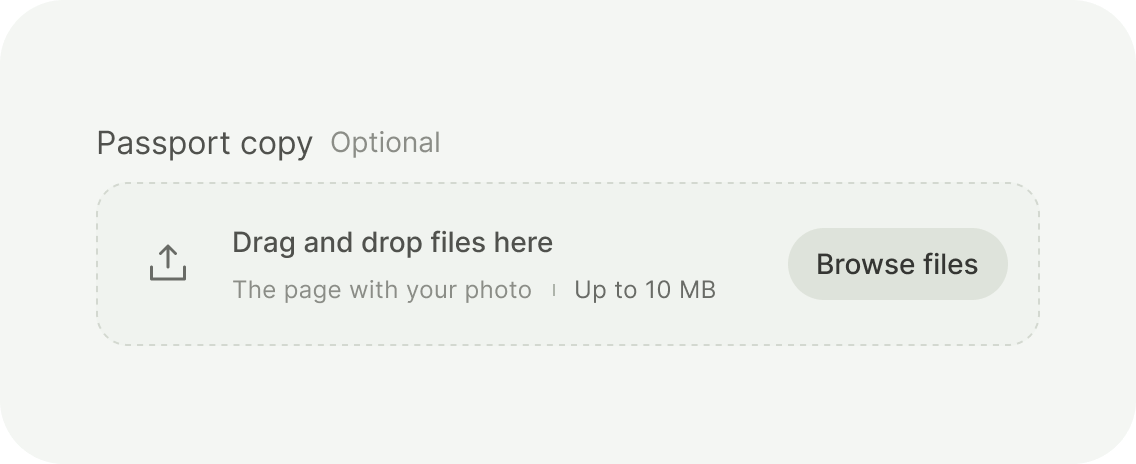 Passport copy Optional
Drag and drop files here
The page with your photo | Up to 10 MB
Browse files